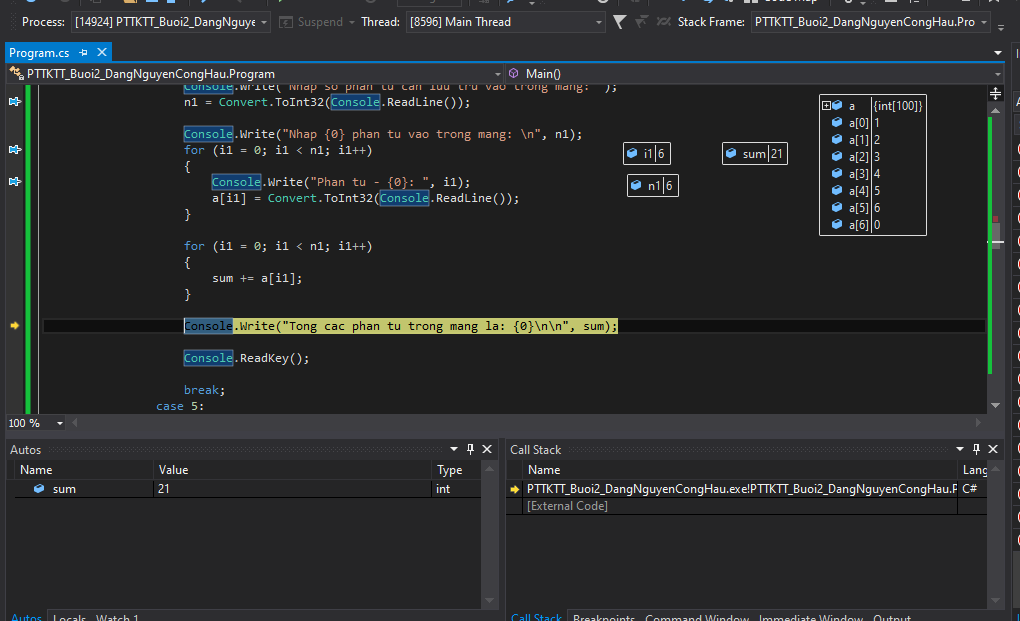 Process: [14924] PTTKTT_Buoi2_DangNguye Suspend Thread: [8596] Main Thread Stack Frame: PTTKTT_Buoi2_DangNguyenCongHau.Pro
Program.cs
PTTKTT_Buoi2_DangNguyenCongHau.Program Main()
Console.Write("Nhap so phan tu can luu tru vao trong mang: ");
n1 = Convert.ToInt32(Console.ReadLine());
Console.Write("Nhap {0} phan tu vao trong mang: \n", n1);
for (i1 = 0; i1 < n1; i1++)
{
Console.Write("Phan tu - {0}: ", i1);
a[i1] = Convert.ToInt32(Console.ReadLine());
}
for (i1 = 0; i1 < n1; i1++)
{
sum += a[i1];
}
Console.Write("Tong cac phan tu trong mang la: {0}\n\n", sum);
Console.ReadKey();
break;
case 5:
i1 6
n1 6
sum 21
a {int[100]}
a[0] 1
a[1] 2
a[2] 3
a[3] 4
a[4] 5
a[5] 6
a[6] 0
100 %
Autos
Name Value Type
sum 21 int
Autos Locals Watch 1
Call Stack
Name Lang
PTTKTT_Buoi2_DangNguyenCongHau.exe!PTTKTT_Buoi2_DangNguyenCongHau.P C#
[External Code]
Call Stack Breakpoints Command Window Immediate Window Output